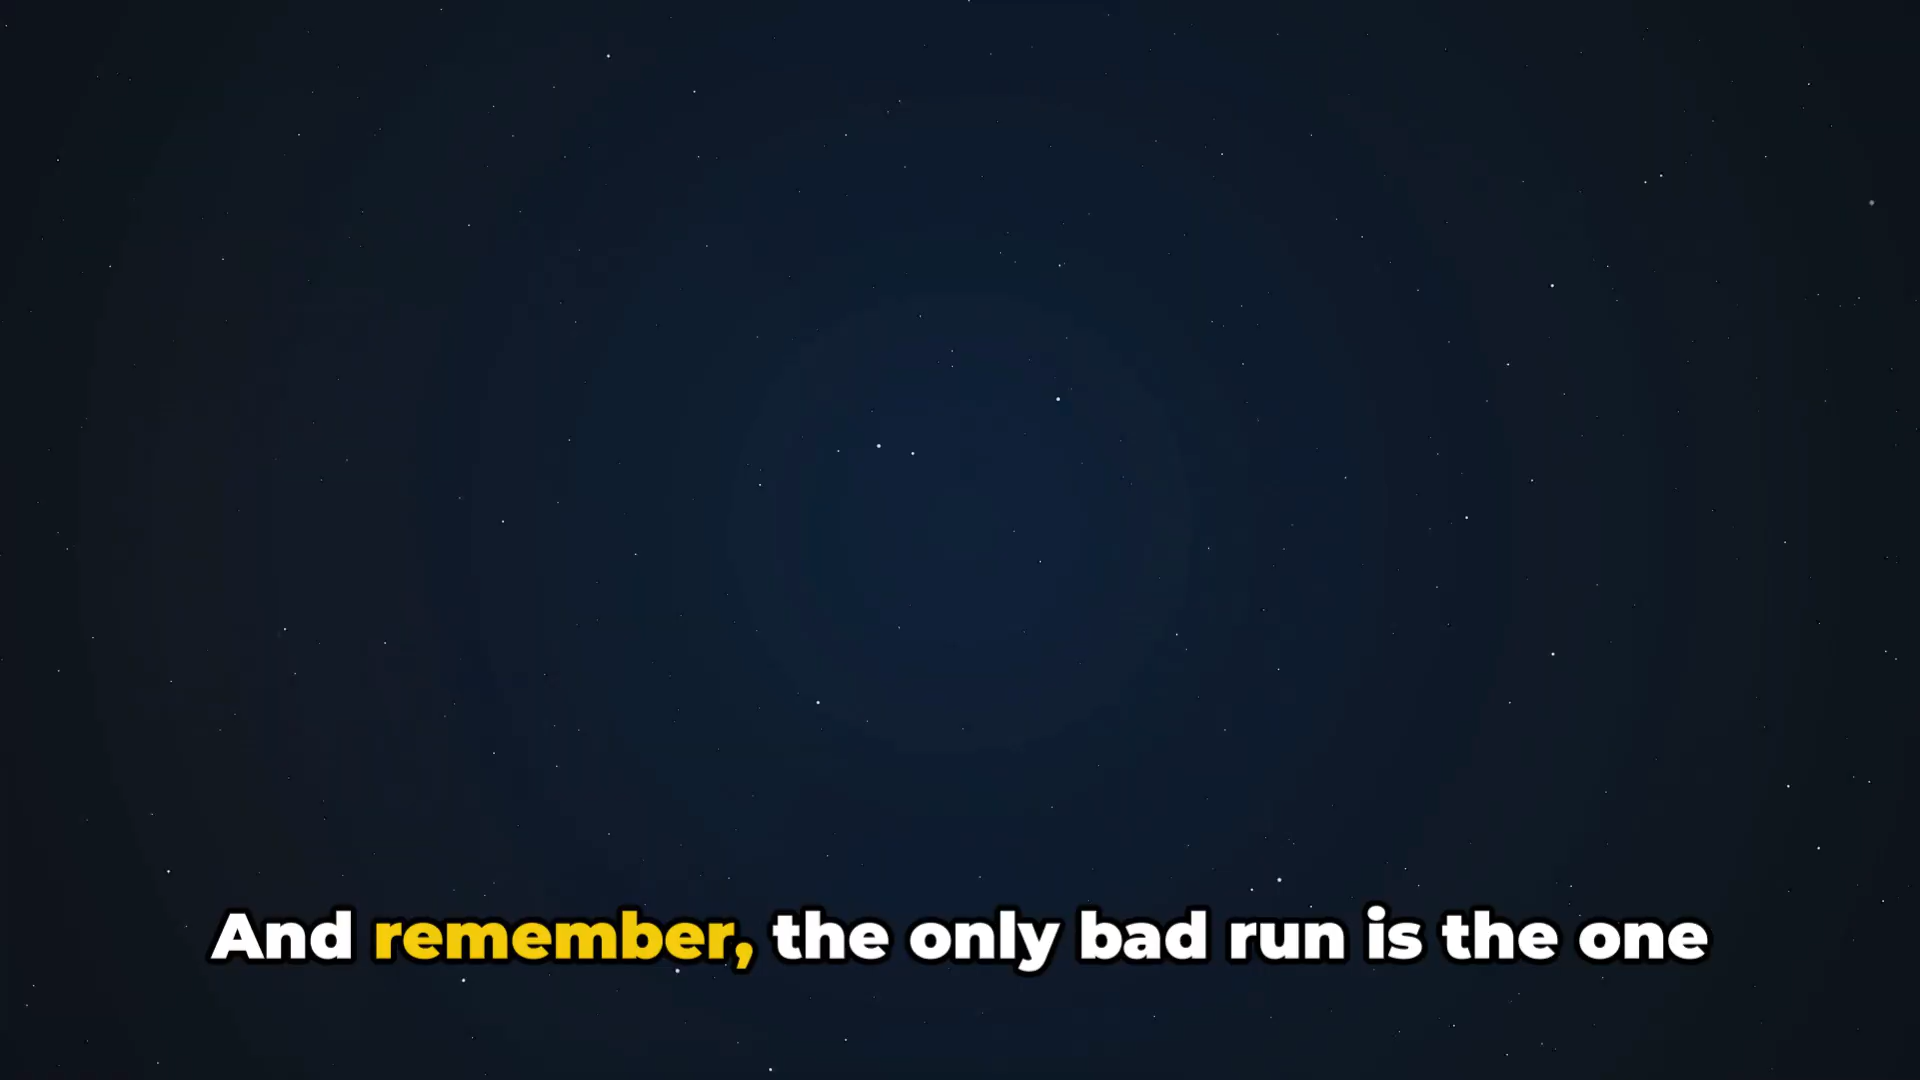 And remember, the only bad run is the one